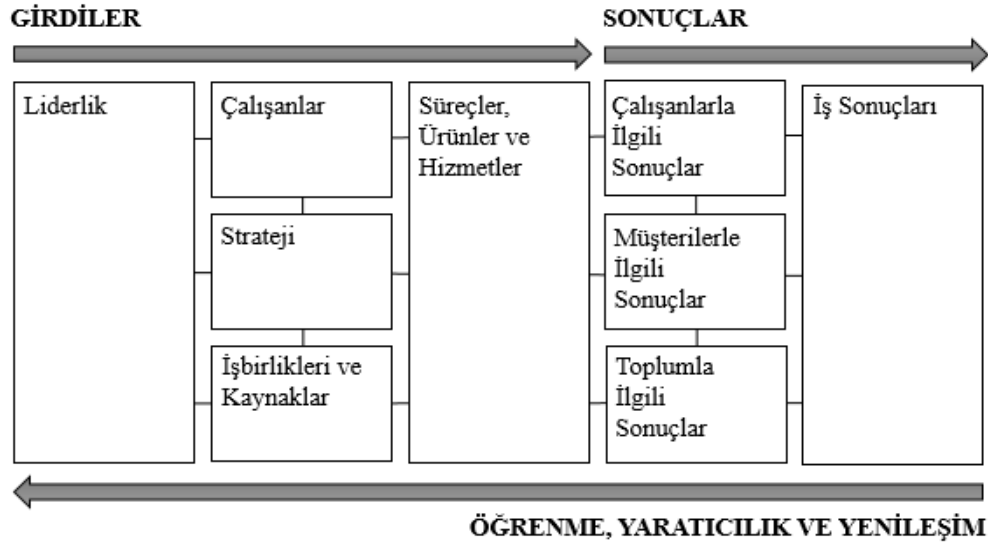 GİRDİLER
SONUÇLAR
Liderlik
Çalışanlar
Süreçler,
Ürünler ve
Hizmetler
Çalışanlarla
İlgili
Sonuçlar
İş Sonuçları
Strateji
Müşterilerle
İlgili
Sonuçlar
İşbirlikleri ve
Kaynaklar
Toplumla
İlgili
Sonuçlar
ÖĞRENME, YARATICILIK VE YENİLEŞİM